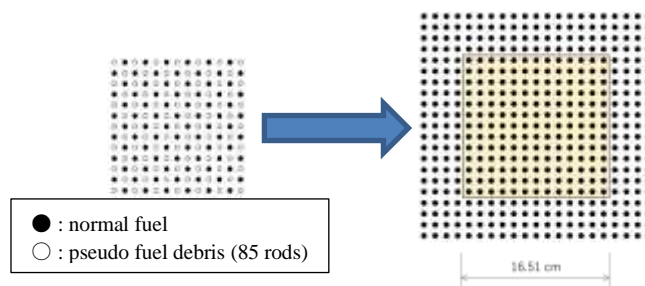 ● : normal fuel
○ : pseudo fuel debris (85 rods)
16.51 cm